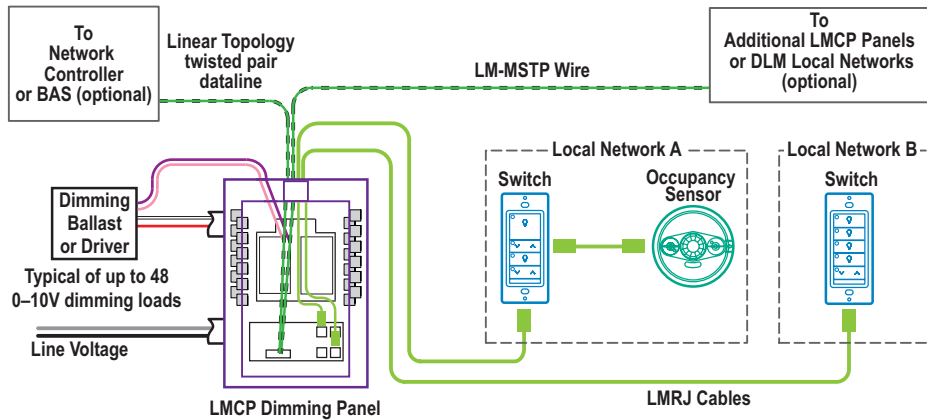 To
Network
Controller
or BAS (optional)
Linear Topology
twisted pair
dataline
LM-MSTP Wire
To
Additional LMCP Panels
or DLM Local Networks
(optional)
Local Network A
Local Network B
Switch
Occupancy
Sensor
Switch
Dimming
Ballast
or Driver
Typical of up to 48
0–10V dimming loads
Line Voltage
LMCP Dimming Panel
LMRJ Cables